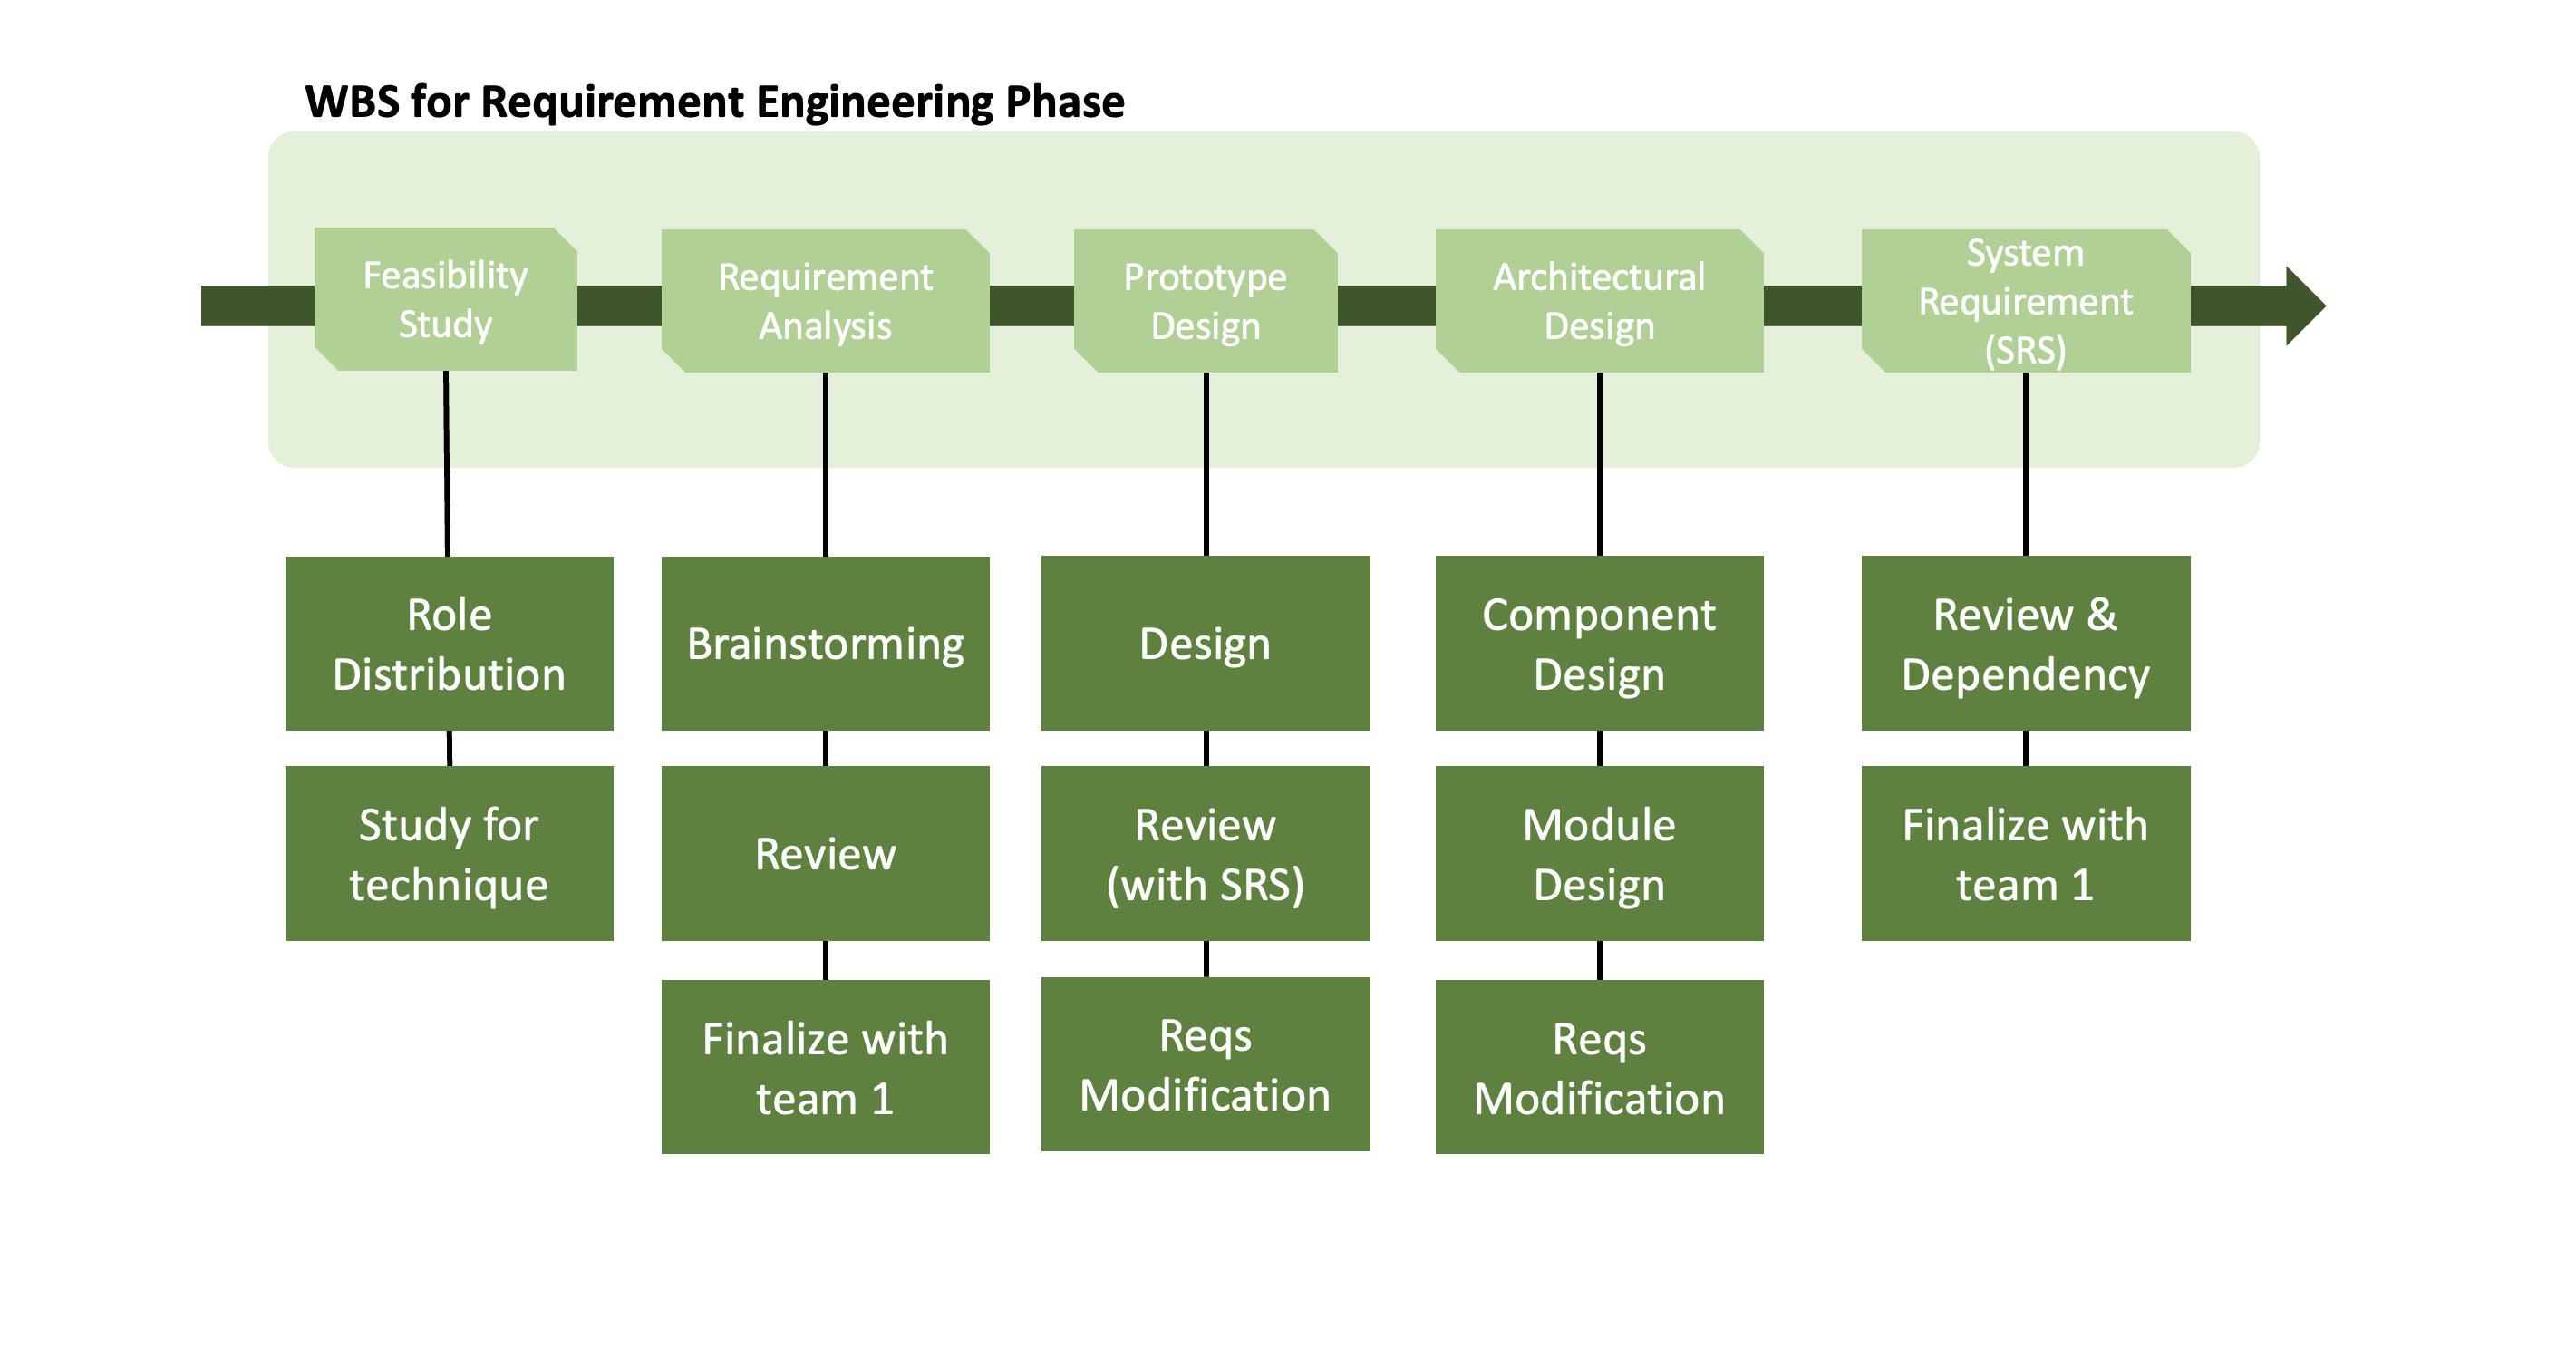 WBS for Requirement Engineering Phase
Feasibility
Study
Requirement
Analysis
Prototype
Design
Architectural
Design
System
Requirement
(SRS)
Role
Distribution
Study for
technique
Brainstorming
Review
Finalize with
team 1
Design
Review
(with SRS)
Reqs
Modification
Component
Design
Module
Design
Reqs
Modification
Review &
Dependency
Finalize with
team 1